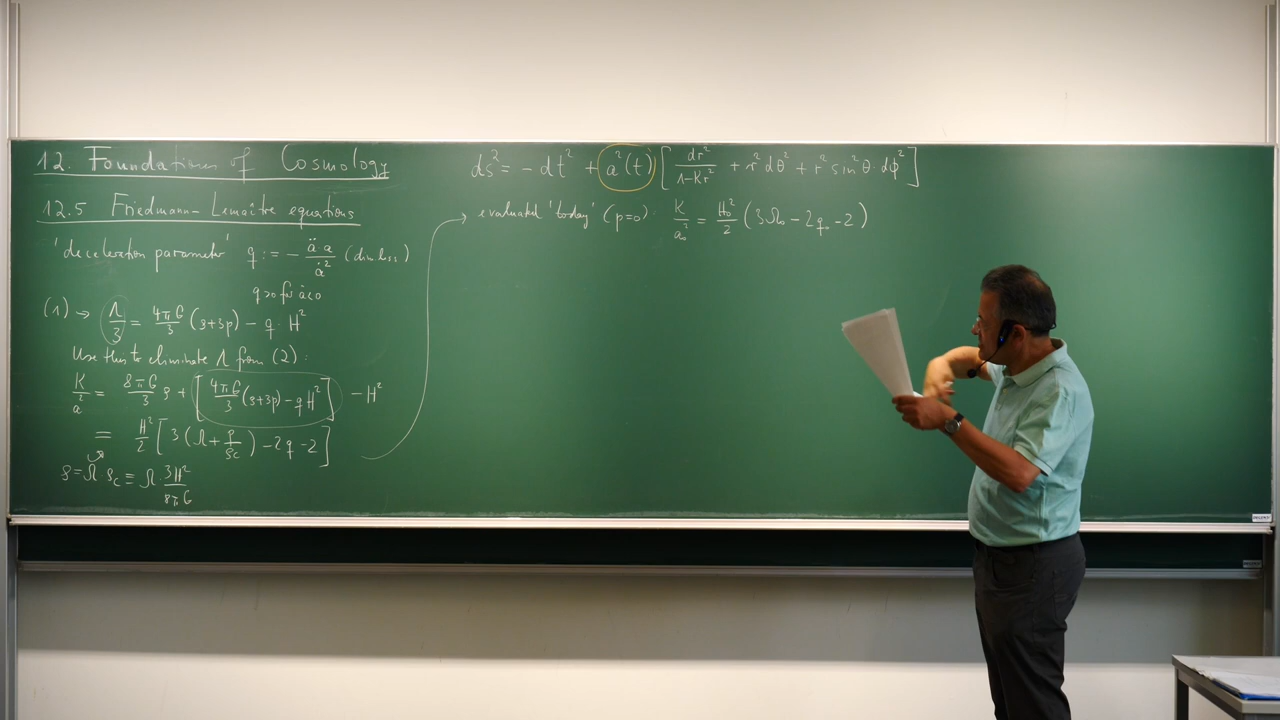 12. Foundations of Cosmology
12.5 Friedmann-Lemaître equations
'deceleration parameter' q := - ä a / ȧ² (dim.less)
q>0 for ä<0
(1) → Λ/3 = 4πG/3 (ρ+3p) - q · H²
Use this to eliminate Λ from (2):
K/a² = 8πG/3 ρ + [4πG/3 (ρ+3p) - qH²] - H²
= H²/2 [3(Ω + p/ρc) - 2q - 2]
ρ = Ω · ρc = Ω · 3H²/8πG
ds² = - dt² + a²(t) [dr²/1-Kr² + r² dθ² + r² sin²θ · dϕ²]
→ evaluated 'today' (p=0): K/a₀² = H₀²/2 (3Ω₀ - 2q₀ - 2)